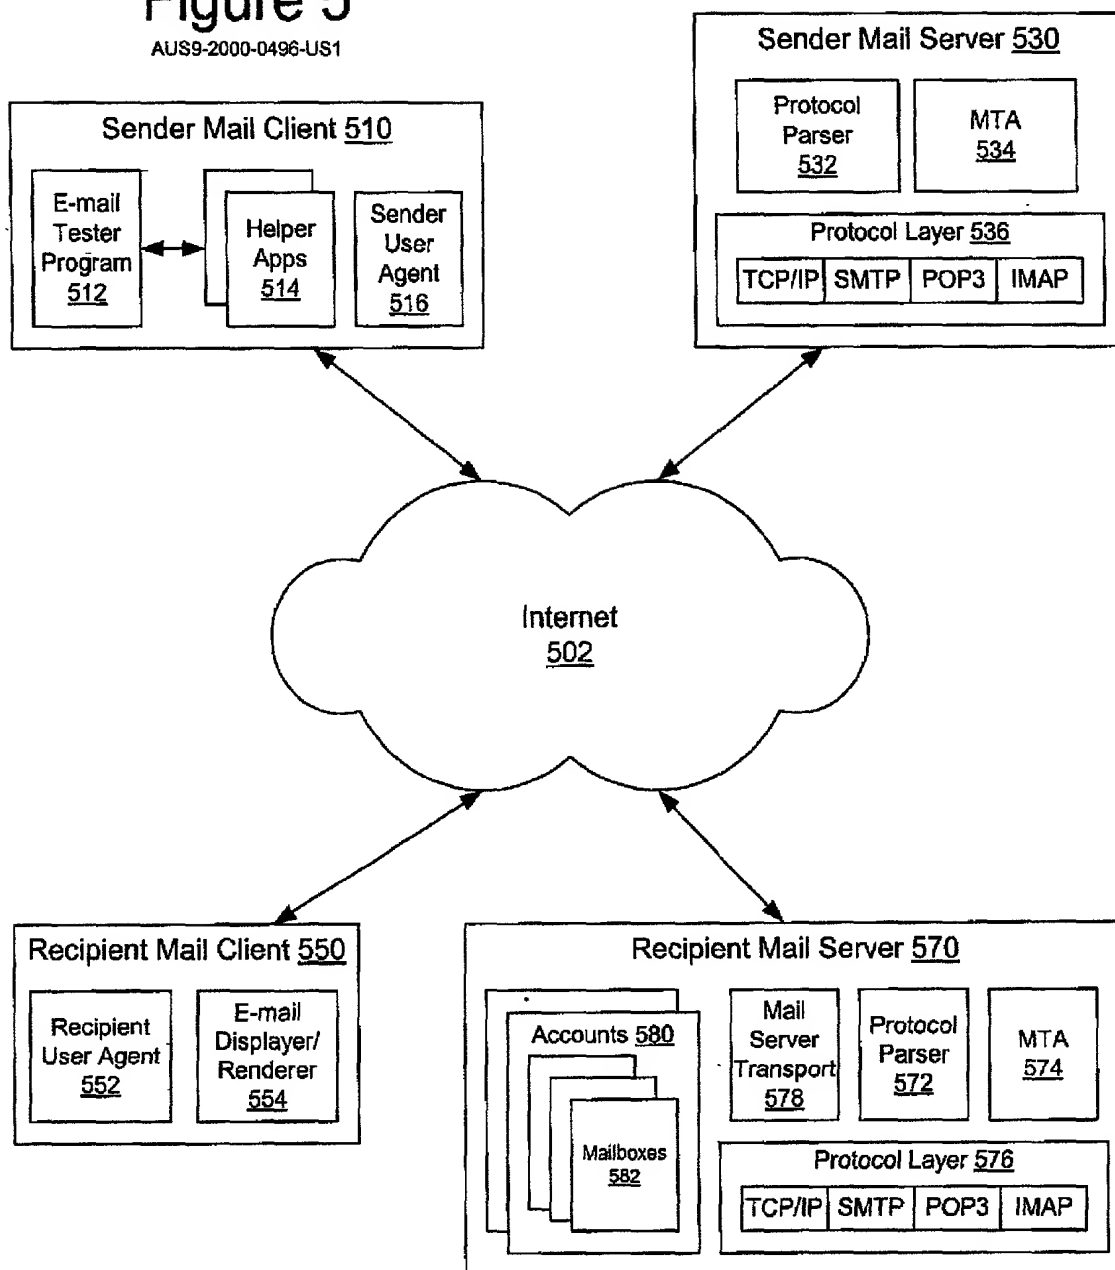 Figure 5
AUS9-2000-0496-US1
Sender Mail Client 510
E-mail
Tester
Program
512
Helper
Apps
514
Sender
User
Agent
516
Sender Mail Server 530
Protocol
Parser
532
MTA
534
Protocol Layer 536
TCP/IP SMTP POP3 IMAP
Internet
502
Recipient Mail Client 550
Recipient
User Agent
552
E-mail
Displayer/
Renderer
554
Recipient Mail Server 570
Accounts 580
Mailboxes
582
Mail
Server
Transport
578
Protocol
Parser
572
MTA
574
Protocol Layer 576
TCP/IP SMTP POP3 IMAP